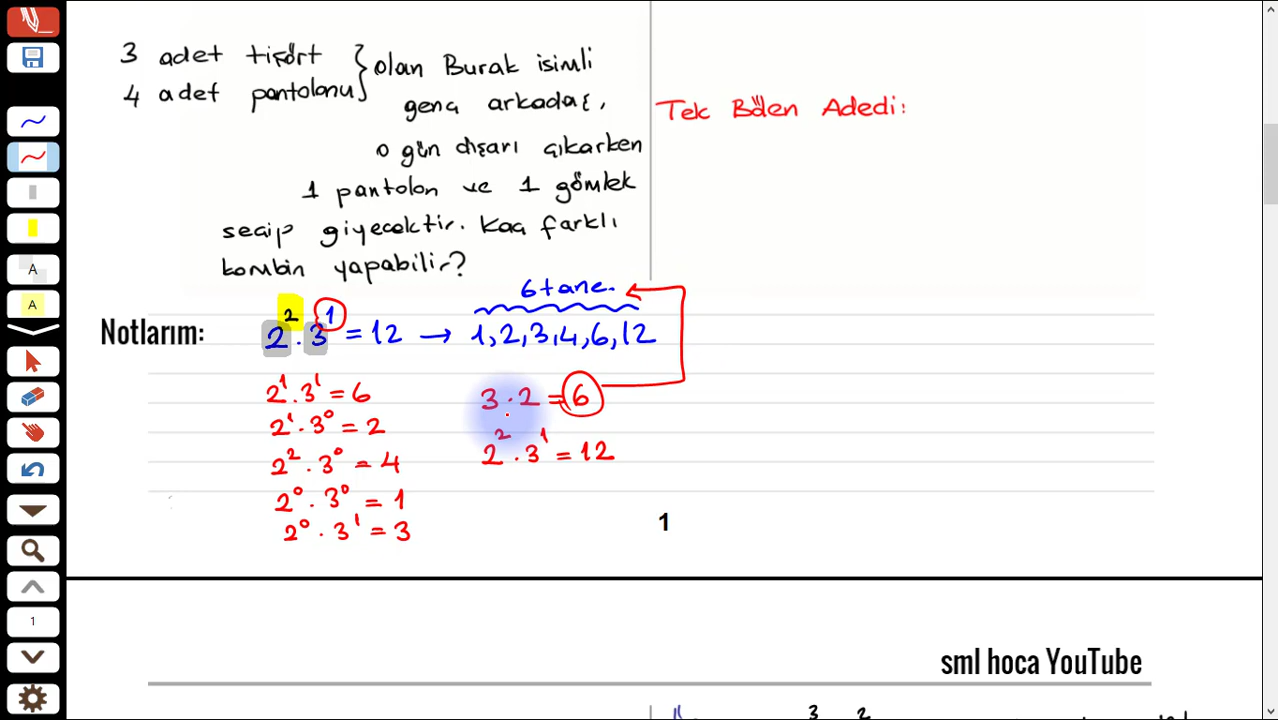 3 adet tişört
4 adet pantolonu
olan Burak isimli
genç arkadaş,
o gün dışarı çıkarken
1 pantolon ve 1 gömlek
seçip giyecektir. Kaç farklı
kombin yapabilir?
Tek Bölen Adedi:
6 tane.
Notlarım: 2² . 3¹ = 12 → 1, 2, 3, 4, 6, 12
2¹ . 3¹ = 6
2¹ . 3⁰ = 2
2² . 3⁰ = 4
2⁰ . 3⁰ = 1
2⁰ . 3¹ = 3
3 . 2 = 6
2² . 3¹ = 12
1
A
A
1
sml hoca YouTube
3 2